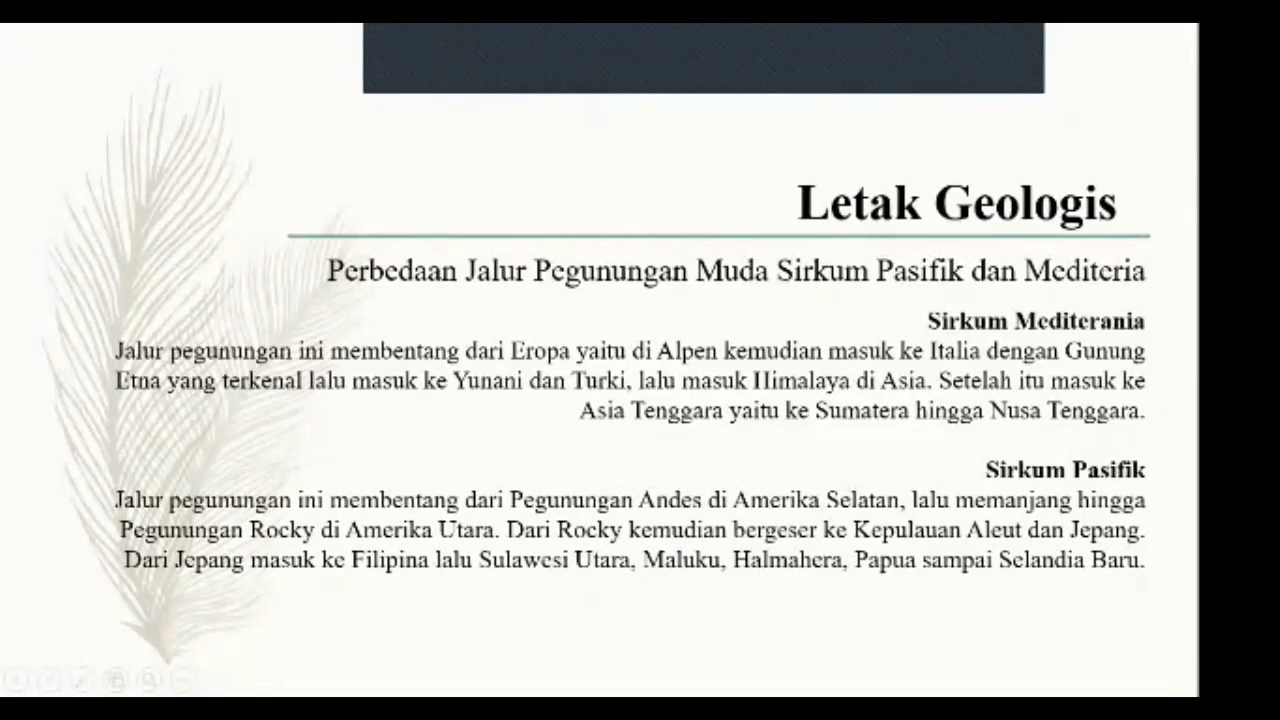 Letak Geologis
Perbedaan Jalur Pegunungan Muda Sirkum Pasifik dan Mediteria
Sirkum Mediterania
Jalur pegunungan ini membentang dari Eropa yaitu di Alpen kemudian masuk ke Italia dengan Gunung
Etna yang terkenal lalu masuk ke Yunani dan Turki, lalu masuk Himalaya di Asia. Setelah itu masuk ke
Asia Tenggara yaitu ke Sumatera hingga Nusa Tenggara.
Sirkum Pasifik
Jalur pegunungan ini membentang dari Pegunungan Andes di Amerika Selatan, lalu memanjang hingga
Pegunungan Rocky di Amerika Utara. Dari Rocky kemudian bergeser ke Kepulauan Aleut dan Jepang.
Dari Jepang masuk ke Filipina lalu Sulawesi Utara, Maluku, Halmahera, Papua sampai Selandia Baru.